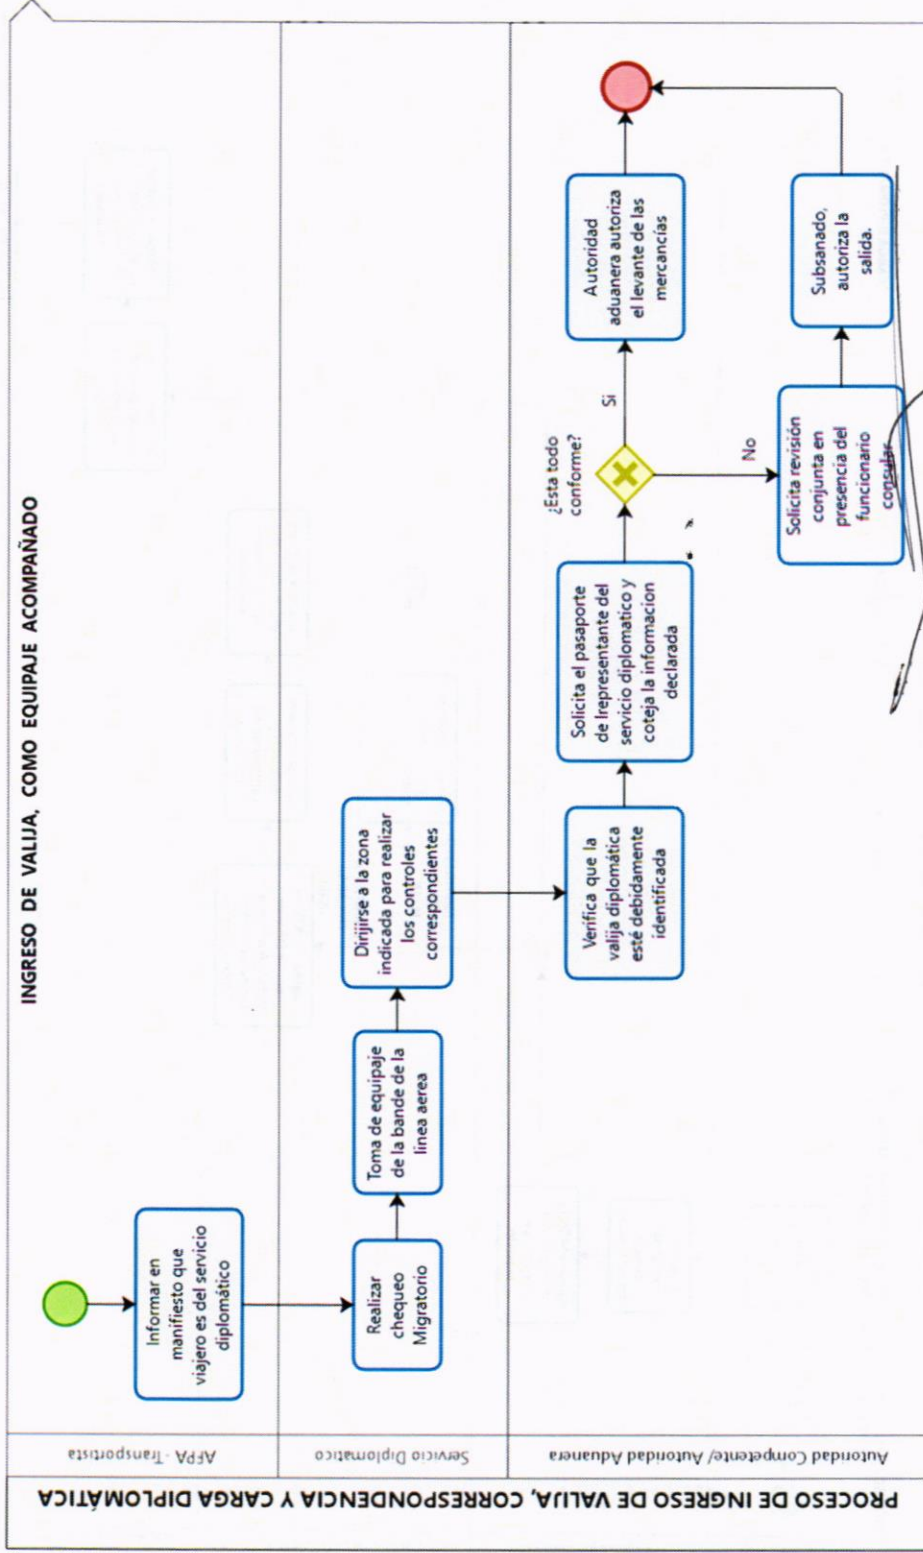 INGRESO DE VALIJA, COMO EQUIPAJE ACOMPAÑADO
PROCESO DE INGRESO DE VALIJA, CORRESPONDENCIA Y CARGA DIPLOMÁTICA
AFPA - Transportista
Informar en
manifiesto que
viajero es del servicio
diplomático
Servicio Diplomatico
Realizar
chequeo
Migratorio
Toma de equipaje
de la bande de la
linea aerea
Dirijirse a la zona
indicada para realizar
los controles
correspondientes
Autoridad Competente/ Autoridad Aduanera
Verifica que la
valija diplomática
esté debidamente
identificada
Solicita el pasaporte
de lrepresentante del
servicio diplomatico y
coteja la informacion
declarada
¿Esta todo
conforme?
Si
Autoridad
aduanera autoriza
el levante de las
mercancías
No
Solicita revisión
conjunta en
presencia del
funcionario
consular
Subsanado,
autoriza la
salida.